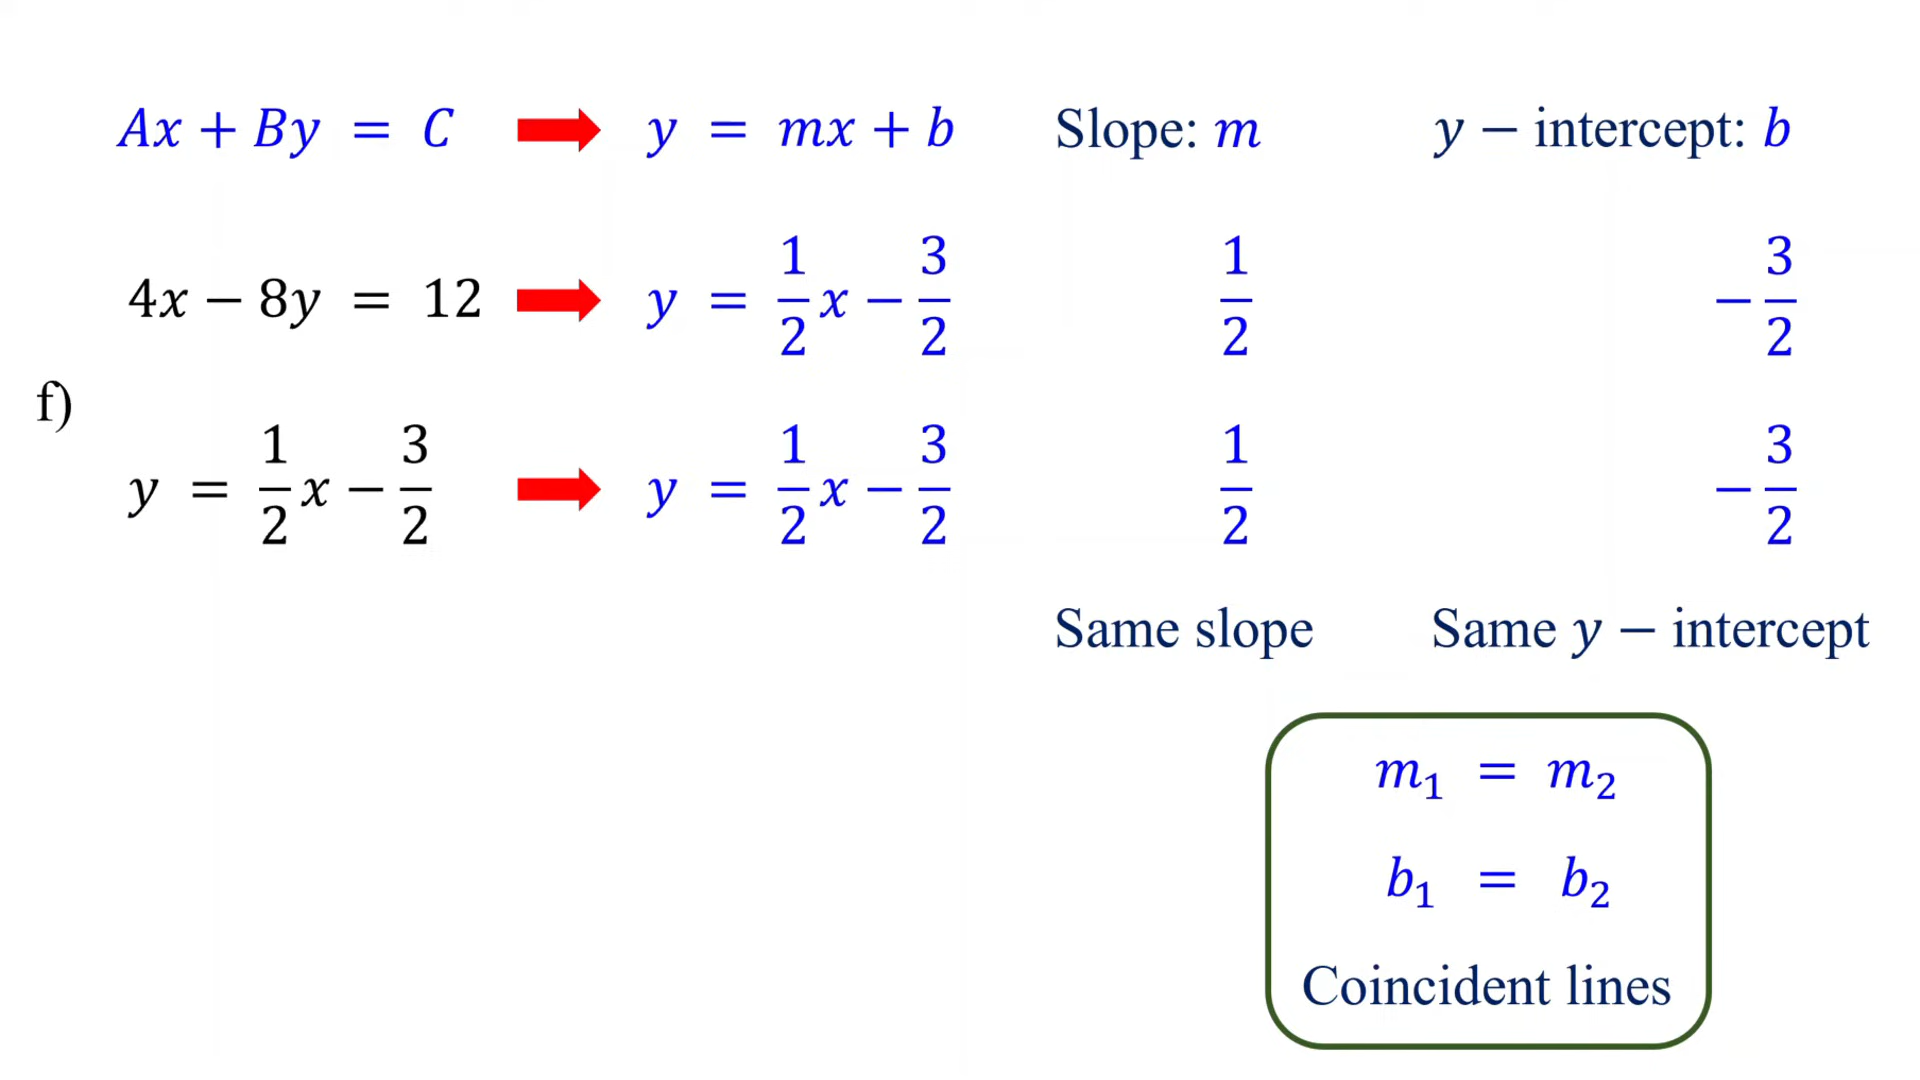 Ax + By = C ➡ y = mx + b Slope: m y − intercept: b
4x − 8y = 12 ➡ y = 1/2 x − 3/2 1/2 − 3/2
f)
y = 1/2 x − 3/2 ➡ y = 1/2 x − 3/2 1/2 − 3/2
Same slope Same y − intercept
m₁ = m₂
b₁ = b₂
Coincident lines